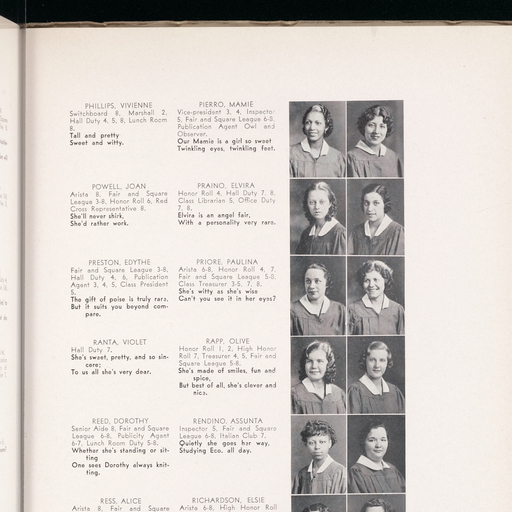 PHILLIPS, VIVIENNE
Switchboard 8, Marshall 2,
Hall Duty 4, 5, 8, Lunch Room
8.
Tall and pretty
Sweet and witty.
PIERRO, MAMIE
Vice-president 3, 4, Inspector
5, Fair and Square League 6-8,
Publication Agent Owl and
Observer.
Our Mamie is a girl so sweet
Twinkling eyes, twinkling feet.
POWELL, JOAN
Arista 8, Fair and Square
League 3-8, Honor Roll 6, Red
Cross Representative 8.
She'll never shirk,
She'd rather work.
PRAINO, ELVIRA
Honor Roll 4, Hall Duty 7, 8,
Class Librarian 5, Office Duty
7, 8.
Elvira is an angel fair,
With a personality very rare.
PRESTON, EDYTHE
Fair and Square League 3-8,
Hall Duty 4, 6, Publication
Agent 3, 4, 5, Class President
5.
The gift of poise is truly rare,
But it suits you beyond com-
pare.
PRIORE, PAULINA
Arista 6-8, Honor Roll 4, 7,
Fair and Square League 5-8,
Class Treasurer 3-5, 7, 8.
She's witty as she's wise
Can't you see it in her eyes?
RANTA, VIOLET
Hall Duty 7.
She's sweet, pretty, and so sin-
cere;
To us all she's very dear.
RAPP, OLIVE
Honor Roll 1, 2, High Honor
Roll 7, Treasurer 4, 5, Fair and
Square League 5-8.
She's made of smiles, fun and
spice,
But best of all, she's clever and
nice.
REED, DOROTHY
Senior Aide 8, Fair and Square
League 6-8, Publicity Agent
6-7, Lunch Room Duty 5-8.
Whether she's standing or sit-
ting
One sees Dorothy always knit-
ting.
RENDINO, ASSUNTA
Inspector 5, Fair and Square
League 6-8, Italian Club 7.
Quietly she goes her way,
Studying Eco. all day.
RESS, ALICE
Arista 8, Fair and Square
RICHARDSON, ELSIE
Arista 6-8, High Honor Roll